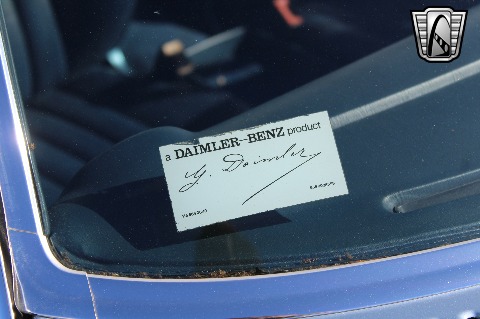 a DAIMLER-BENZ product
G. Daimler